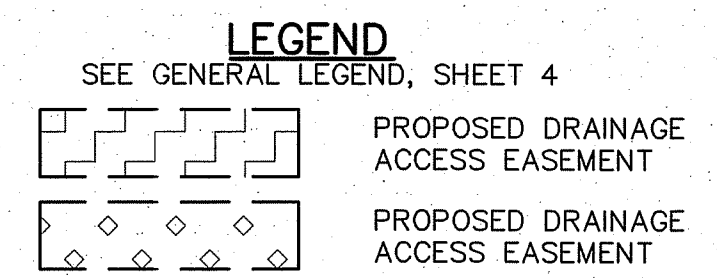 LEGEND
SEE GENERAL LEGEND, SHEET 4
PROPOSED DRAINAGE
ACCESS EASEMENT
PROPOSED DRAINAGE
ACCESS EASEMENT